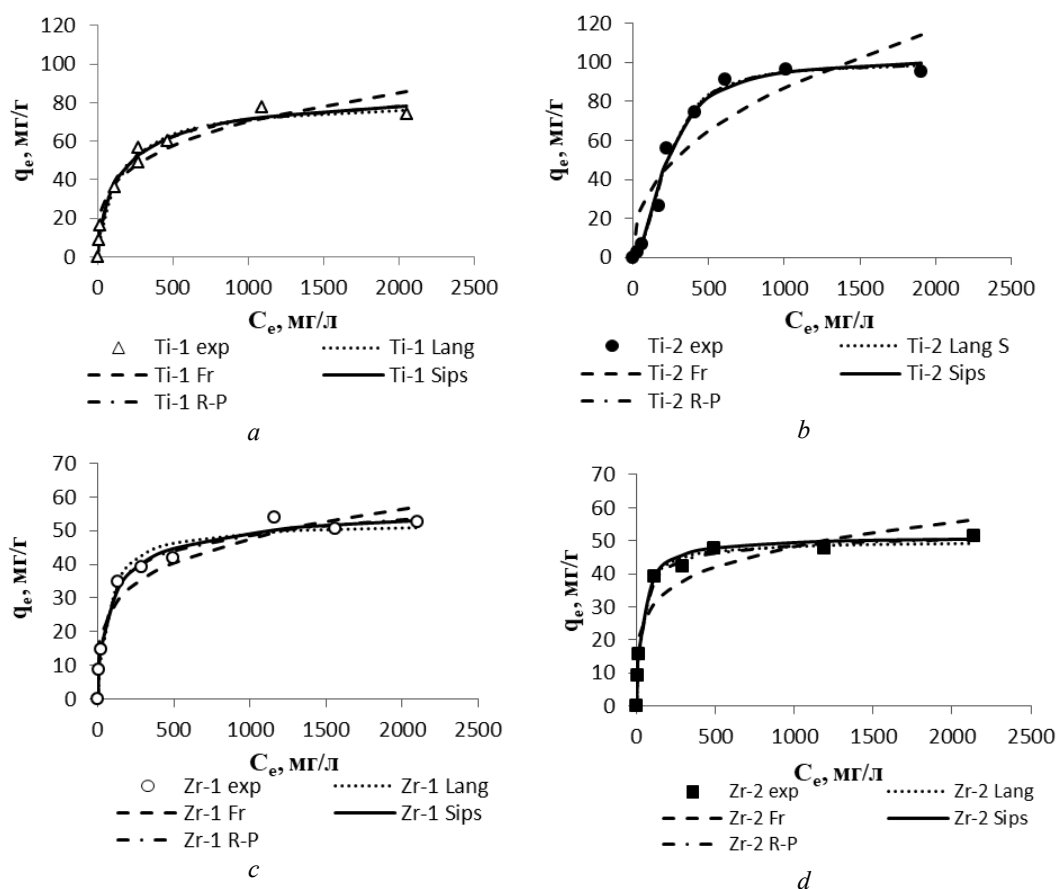 120
100
80
60
40
20
0
qe, мг/г
0 500 1000 1500 2000 2500
Ce, мг/л
Ti-1 exp Ti-1 Lang
Ti-1 Fr Ti-1 Sips
Ti-1 R-P
a
120
100
80
60
40
20
0
qe, мг/г
0 500 1000 1500 2000 2500
Ce, мг/л
Ti-2 exp Ti-2 Lang S
Ti-2 Fr Ti-2 Sips
Ti-2 R-P
b
70
60
50
40
30
20
10
0
qe, мг/г
0 500 1000 1500 2000 2500
Ce, мг/л
Zr-1 exp Zr-1 Lang
Zr-1 Fr Zr-1 Sips
Zr-1 R-P
c
70
60
50
40
30
20
10
0
qe, мг/г
0 500 1000 1500 2000 2500
Ce, мг/л
Zr-2 exp Zr-2 Lang
Zr-2 Fr Zr-2 Sips
Zr-2 R-P
d